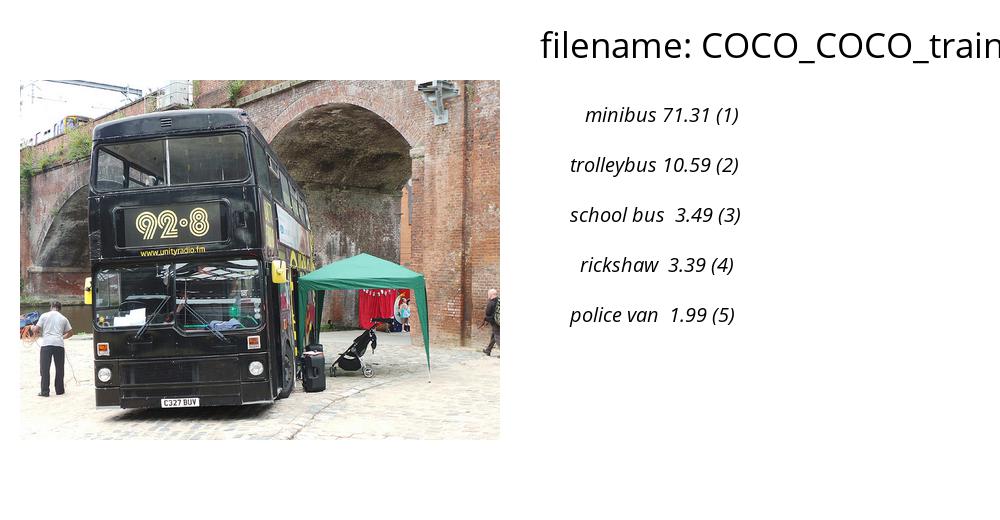 filename: COCO_COCO_train
minibus 71.31 (1)
trolleybus 10.59 (2)
school bus 3.49 (3)
rickshaw 3.39 (4)
police van 1.99 (5)
92·8
www.unityradio.fm
C327 BUV